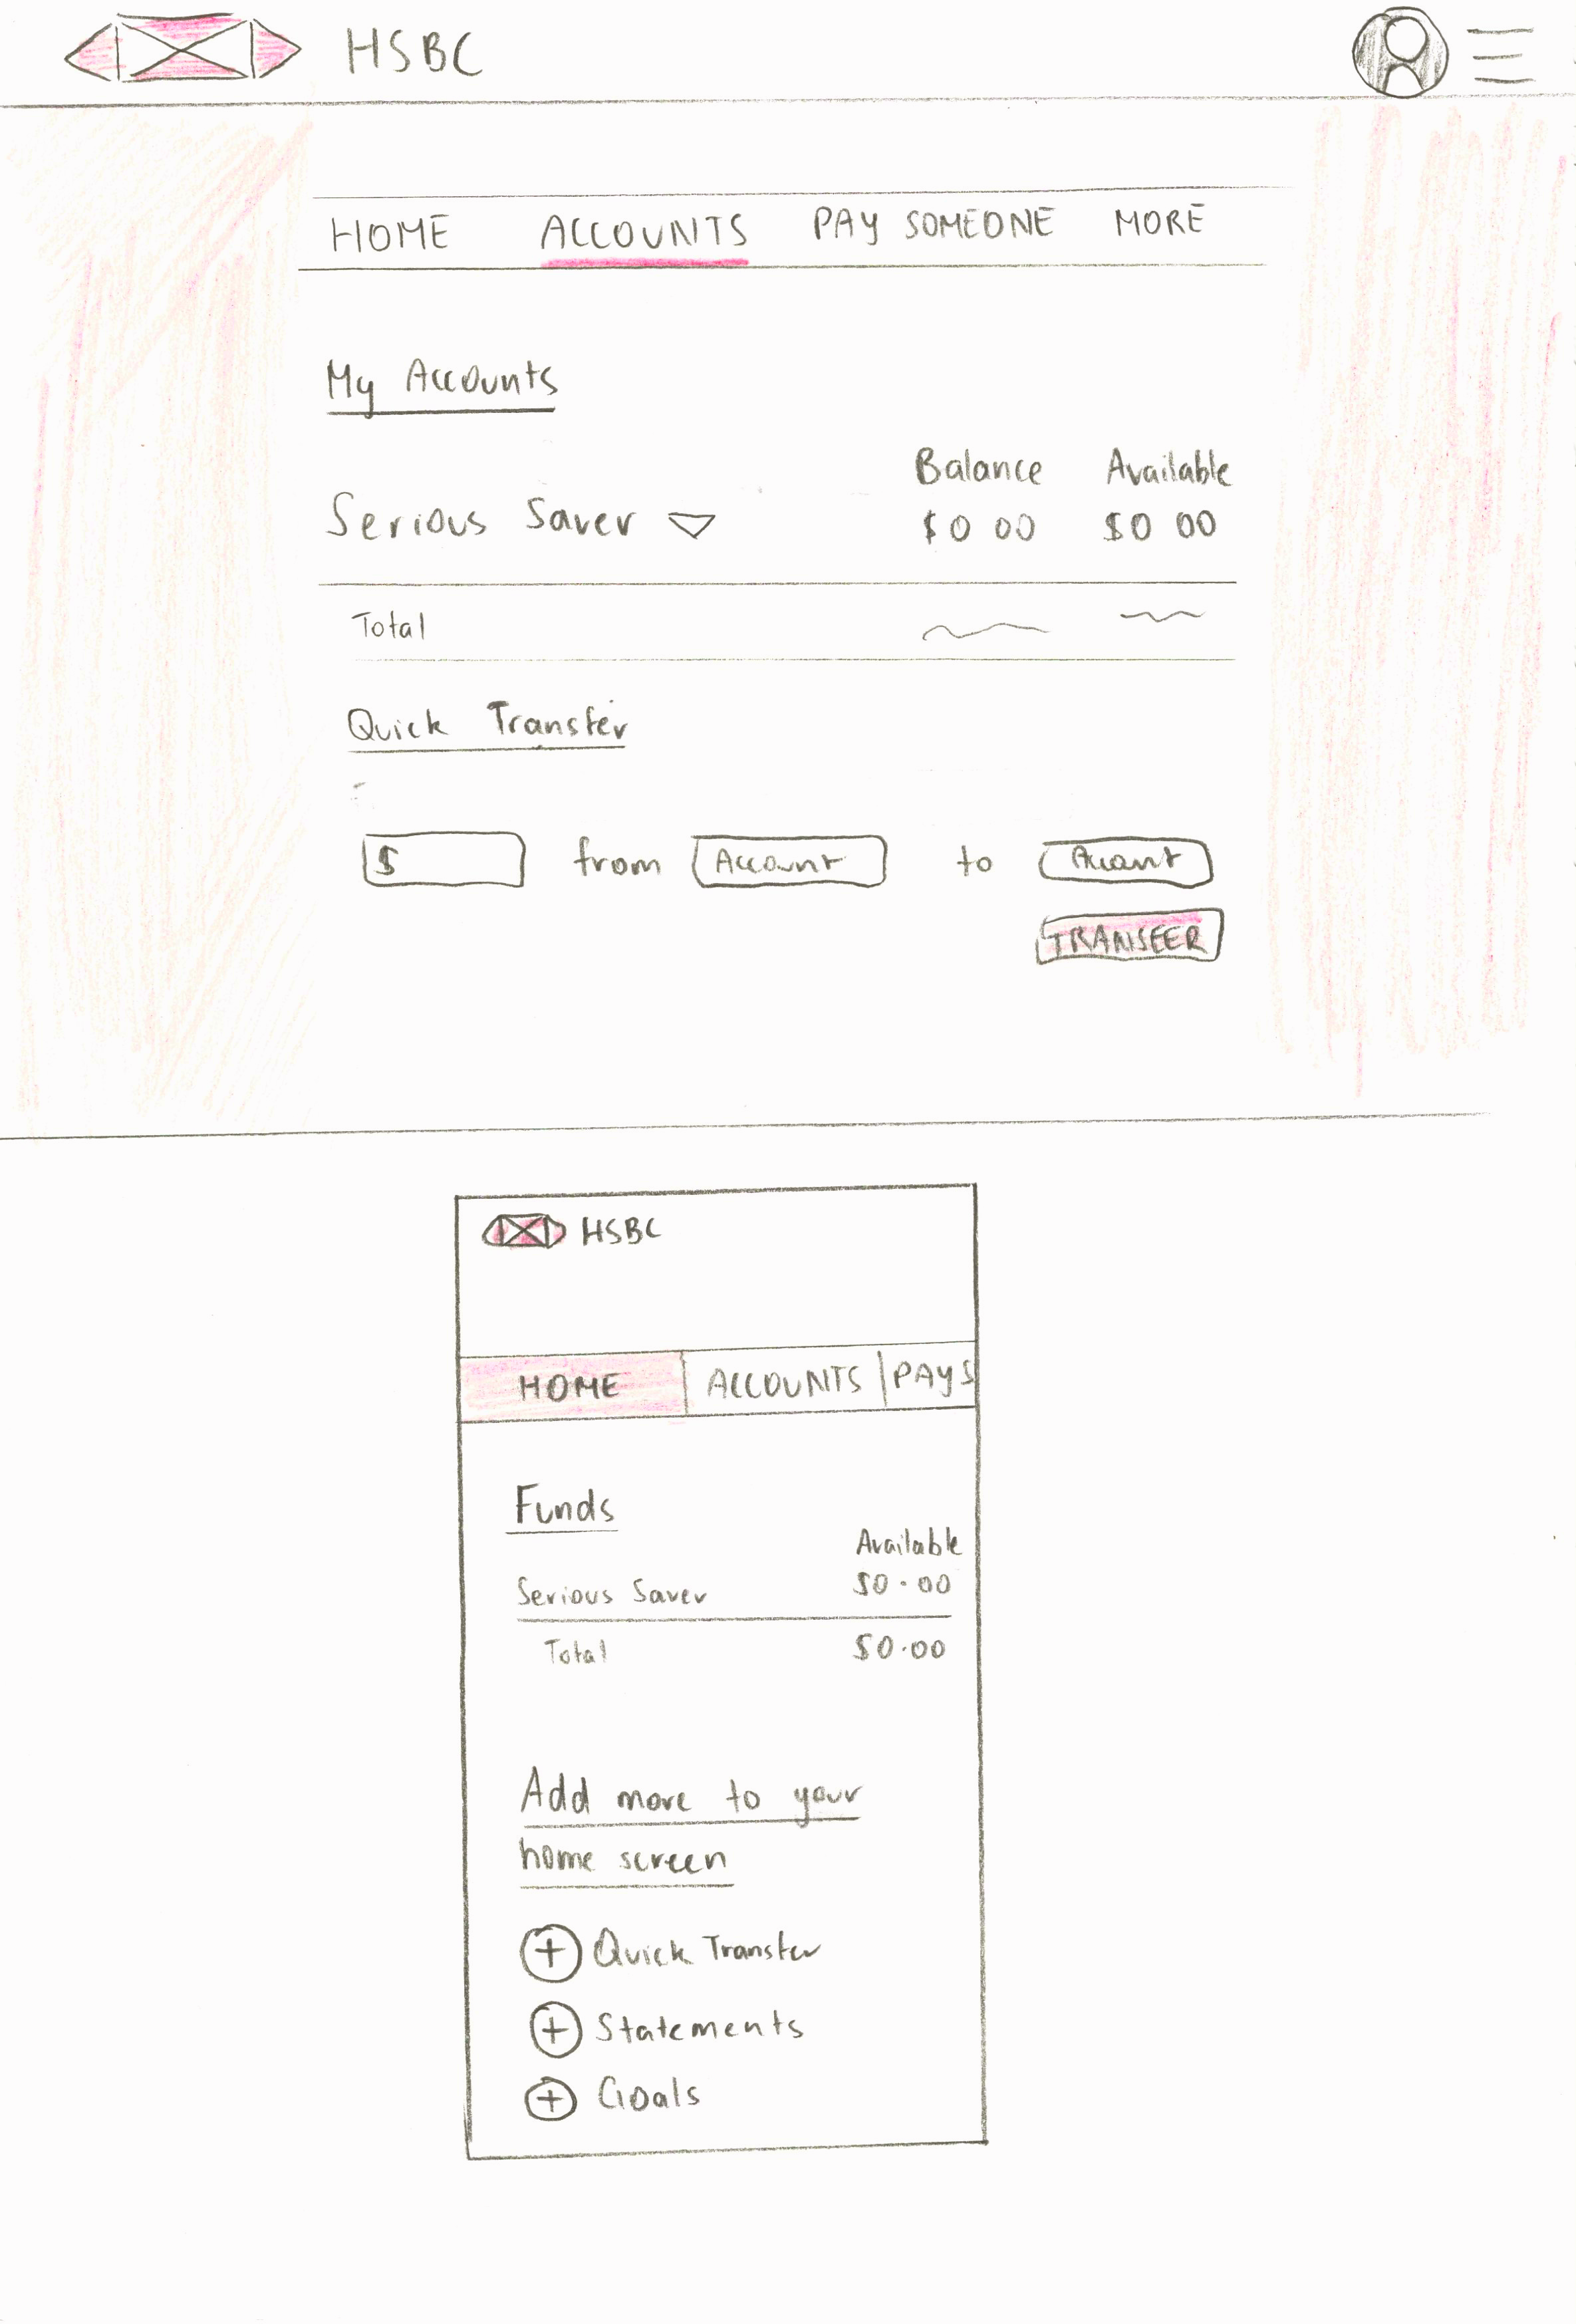 HSBC
HOME ACCOUNTS PAY SOMEONE MORE
My Accounts
Balance Available
Serious Saver $0 00 $0 00
Total
Quick Transfer
$ from Account to Account
TRANSFER
HSBC
HOME ACCOUNTS PAY S
Funds
Available
Serious Saver $0.00
Total $0.00
Add more to your
home screen
+ Quick Transfer
+ Statements
+ Goals